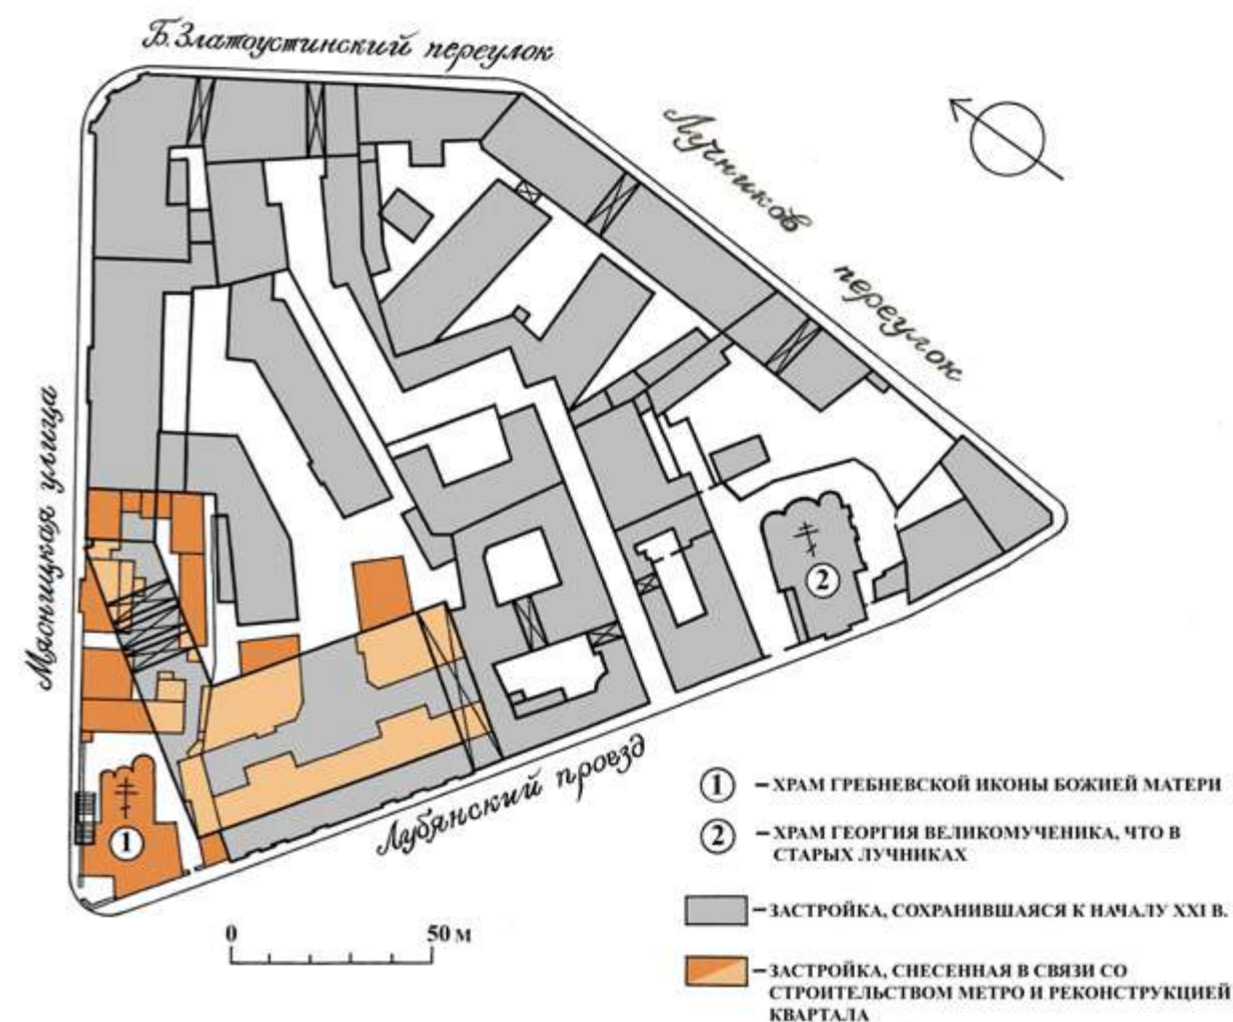 Б. Златоустинский переулок
Лучников переулок
Мясницкая улица
Лубянский проезд
1
2
0 50 М
1 – ХРАМ ГРЕБНЕВСКОЙ ИКОНЫ БОЖИЕЙ МАТЕРИ
2 – ХРАМ ГЕОРГИЯ ВЕЛИКОМУЧЕНИКА, ЧТО В
СТАРЫХ ЛУЧНИКАХ
– ЗАСТРОЙКА, СОХРАНИВШАЯСЯ К НАЧАЛУ XXI В.
– ЗАСТРОЙКА, СНЕСЕННАЯ В СВЯЗИ СО
СТРОИТЕЛЬСТВОМ МЕТРО И РЕКОНСТРУКЦИЕЙ
КВАРТАЛА